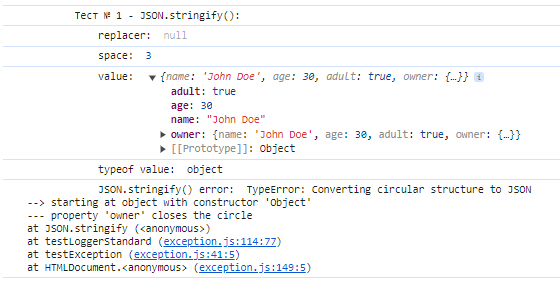 Тест № 1 - JSON.stringify():
replacer: null
space: 3
value: ▼ {name: 'John Doe', age: 30, adult: true, owner: {…}} i
adult: true
age: 30
name: "John Doe"
▶ owner: {name: 'John Doe', age: 30, adult: true, owner: {…}}
▶ [[Prototype]]: Object
typeof value: object
JSON.stringify() error: TypeError: Converting circular structure to JSON
--> starting at object with constructor 'Object'
--- property 'owner' closes the circle
at JSON.stringify (<anonymous>)
at testLoggerStandard (exception.js:114:77)
at testException (exception.js:41:5)
at HTMLDocument.<anonymous> (exception.js:149:5)